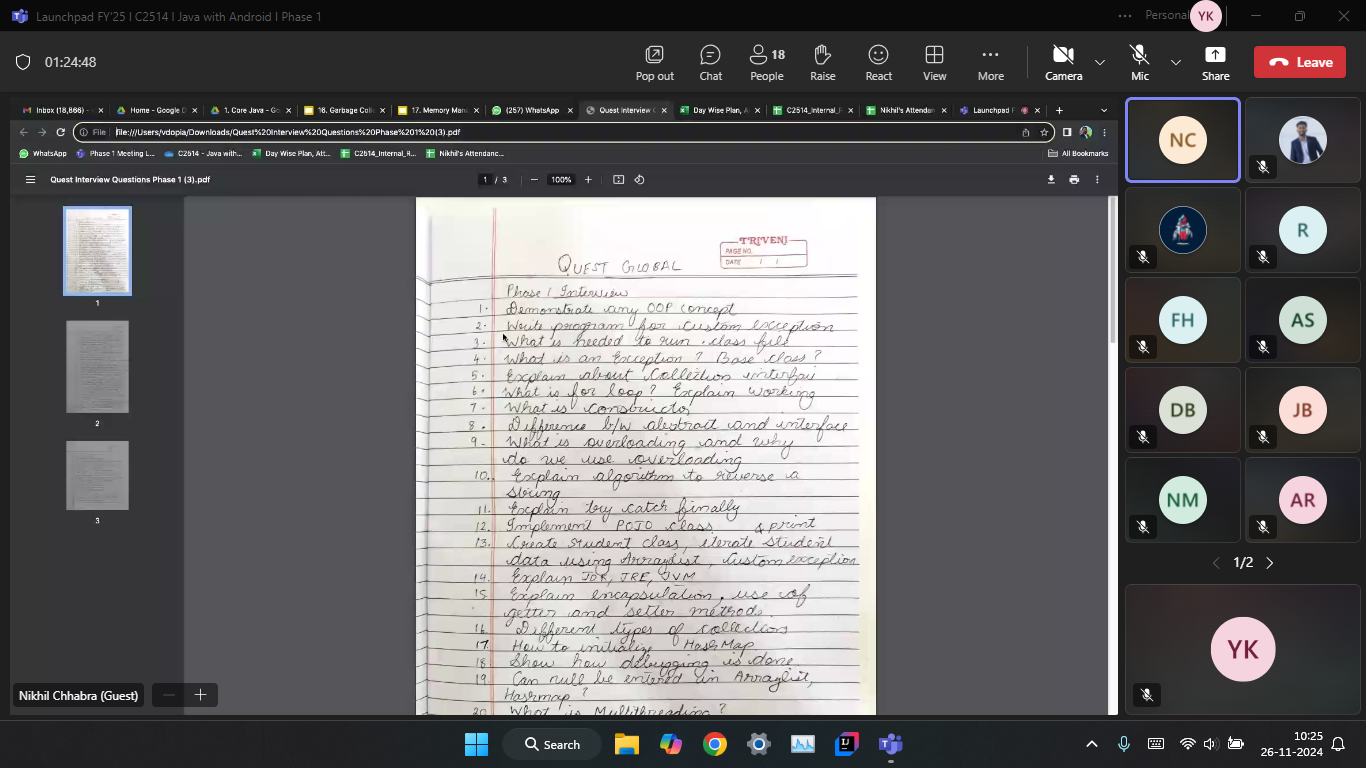 Launchpad FY'25 | C2514 | Java with Android | Phase 1
Personal
YK
01:24:48
Pop out
Chat
18
People
Raise
React
View
More
Camera
Mic
Share
Leave
Inbox (18,866) -
Home - Google D
1. Core Java - Go
16. Garbage Coll
17. Memory Man
(257) WhatsApp
Quest Interview C
Day Wise Plan, A
C2514_Internal_F
Nikhil's Attendan
Launchpad F
File
file:///Users/vdopia/Downloads/Quest%20Interview%20Questions%20Phase%201%20(3).pdf
WhatsApp
Phase 1 Meeting L...
C2514 - Java with...
Day Wise Plan, Att...
C2514_Internal_R...
Nikhil's Attendanc...
All Bookmarks
Quest Interview Questions Phase 1 (3).pdf
1 / 3
100%
1
2
3
TRIVENI
PAGE NO.
DATE / /
QUEST GLOBAL
Phase 1 Interview
1. Demonstrate any OOP concept
2. Write program for custom exception
3. What is needed to run .class file
4. What is an Exception? Base class?
5. Explain about Collection interfai
6. What is for loop? Explain working
7. What is constructor
8. Difference b/w abstract and interface
9. What is overloading and why
do we use overloading
10. Explain algorithm to reverse a
string
11. Explain try catch finally
12. Implement POJO class & print
13. Create student class, iterate student
data using Arraylist, Custom exception
14. Explain JDK, JRE, JVM
15. Explain encapsulation, use of
getter and setter methods.
16. Different types of collections
17. How to initialize HashMap
18. Show how debugging is done.
19. Can null be entered in Arraylist,
Hashmap?
20. What is Multithreading?
Nikhil Chhabra (Guest)
NC
R
FH
AS
DB
JB
NM
AR
1/2
YK
Search
10:25
26-11-2024